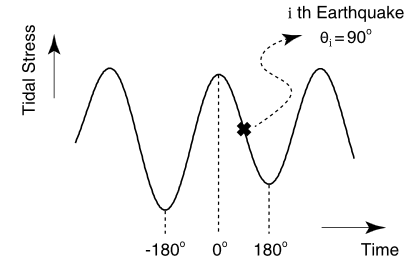 i th Earthquake
θi=90°
Tidal Stress
-180° 0° 180° Time